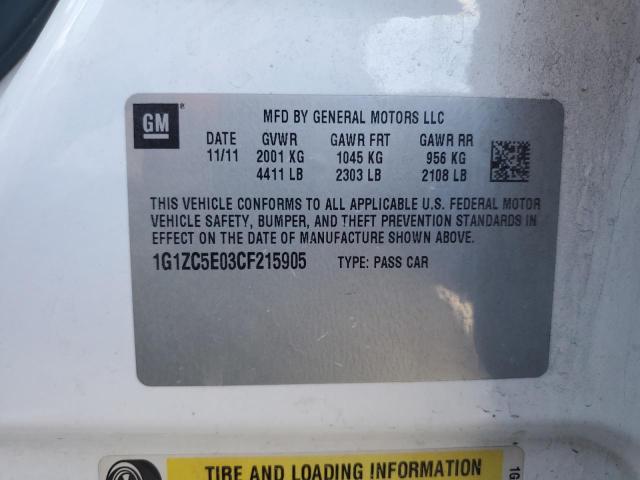 GM
MFD BY GENERAL MOTORS LLC
DATE GVWR GAWR FRT GAWR RR
11/11 2001 KG 1045 KG 956 KG
4411 LB 2303 LB 2108 LB
THIS VEHICLE CONFORMS TO ALL APPLICABLE U.S. FEDERAL MOTOR
VEHICLE SAFETY, BUMPER, AND THEFT PREVENTION STANDARDS IN
EFFECT ON THE DATE OF MANUFACTURE SHOWN ABOVE.
1G1ZC5E03CF215905 TYPE: PASS CAR
TIRE AND LOADING INFORMATION
1G